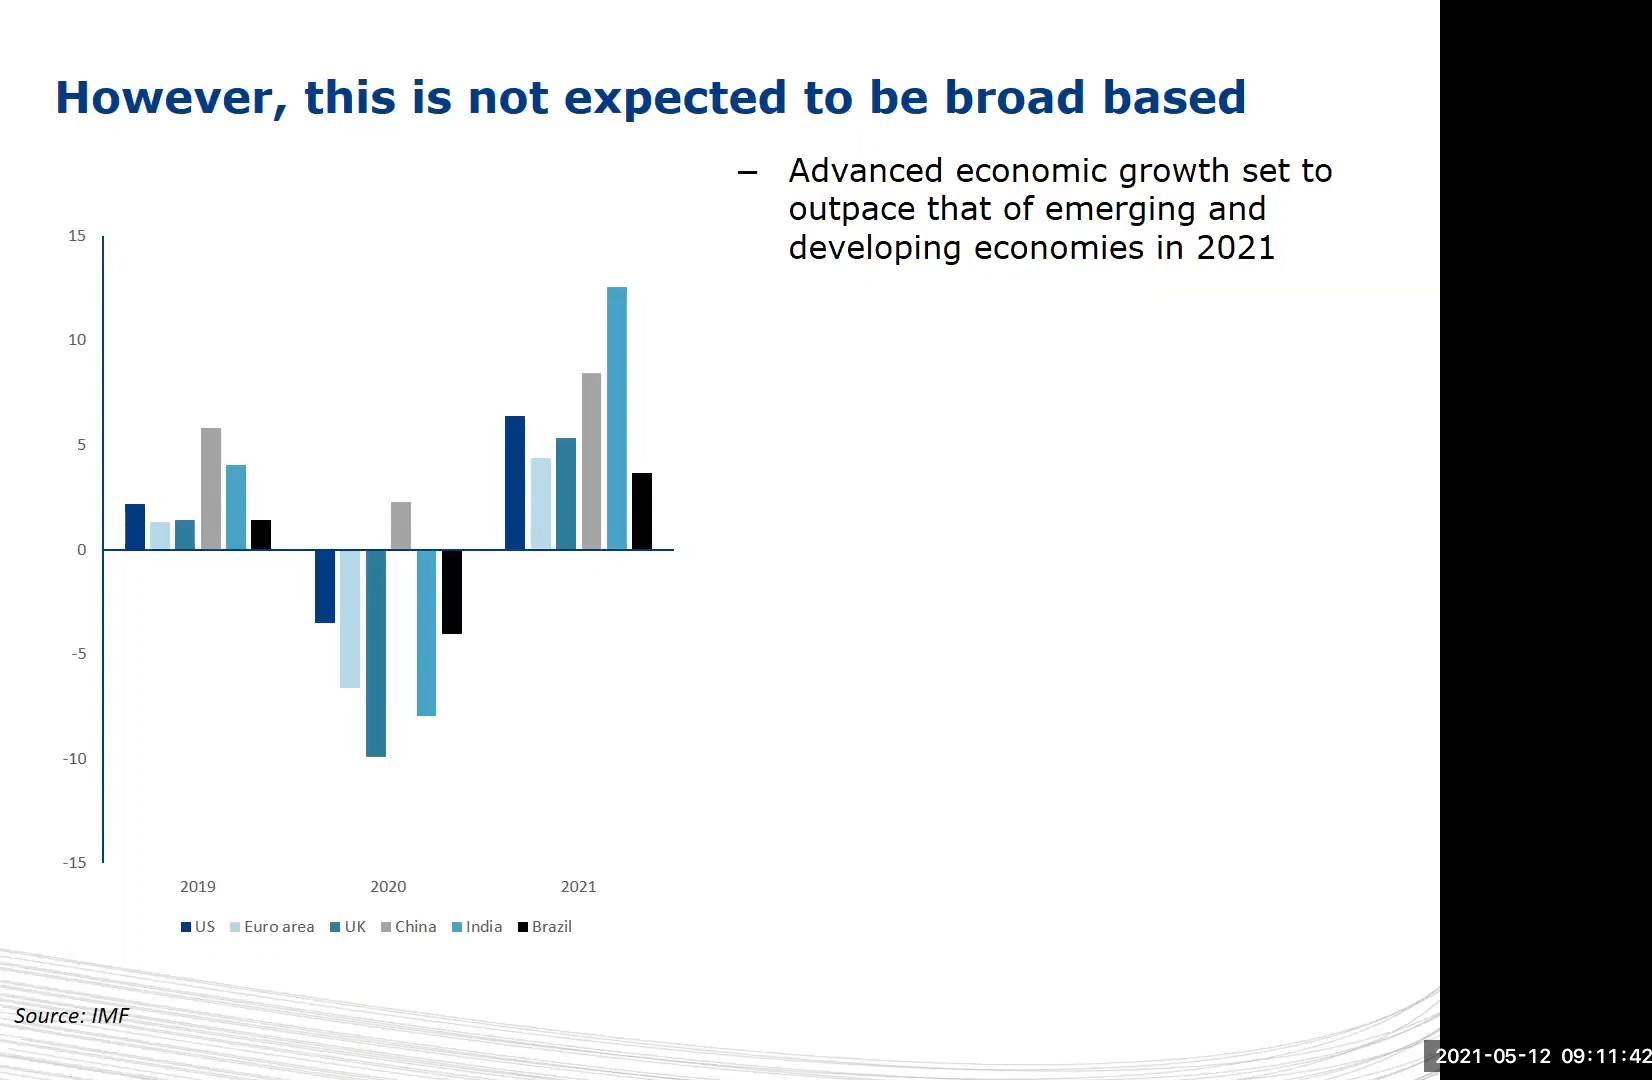 However, this is not expected to be broad based
– Advanced economic growth set to
outpace that of emerging and
developing economies in 2021
15
10
5
0
-5
-10
-15
2019 2020 2021
US Euro area UK China India Brazil
Source: IMF
2021-05-12 09:11:42